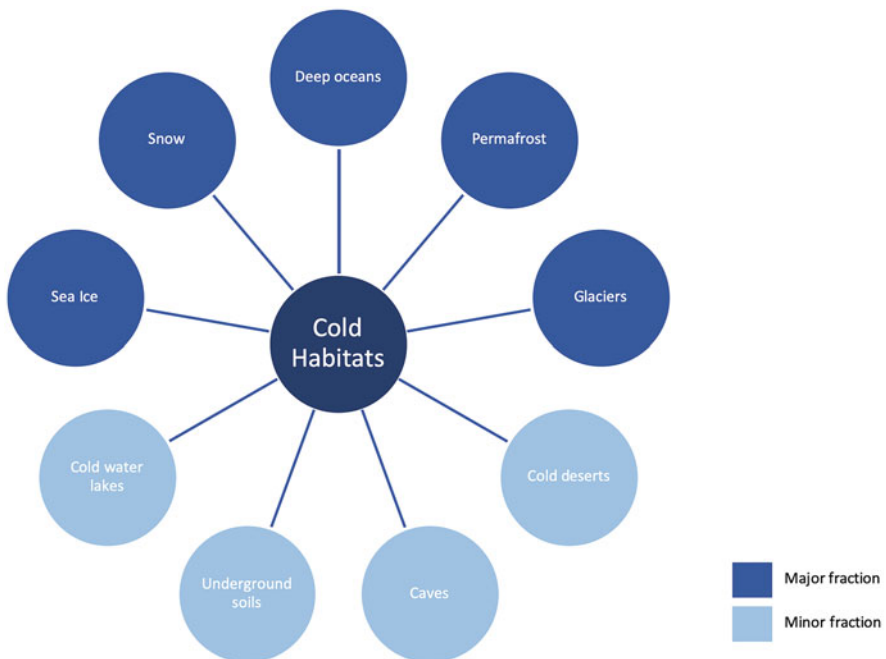 Deep oceans
Snow
Permafrost
Sea Ice
Glaciers
Cold
Habitats
Cold water
lakes
Cold deserts
Underground
soils
Caves
Major fraction
Minor fraction